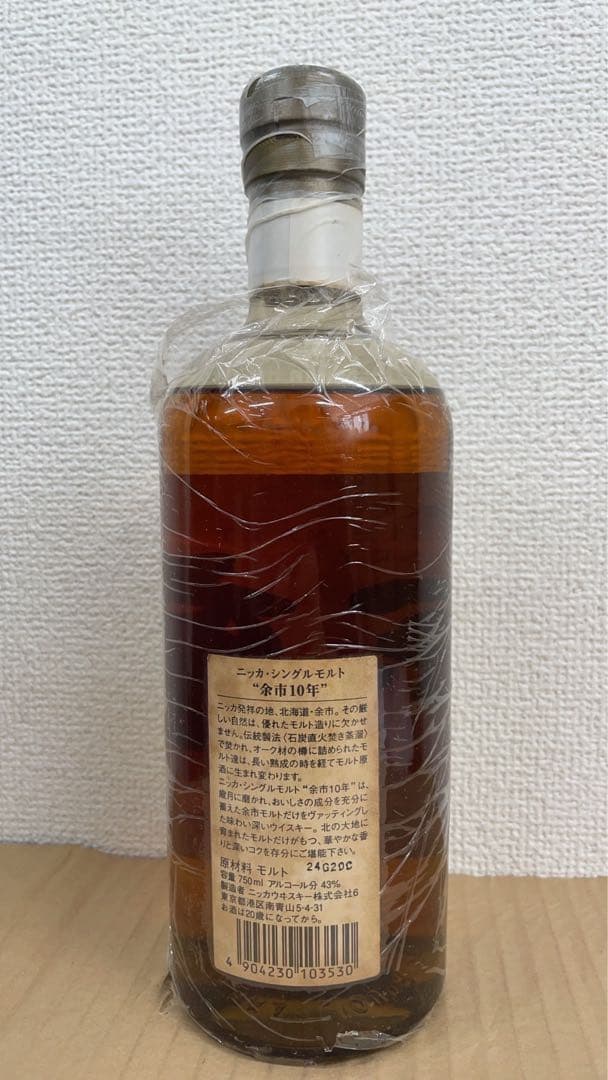 ニッカ・シングルモルト
“余市10年”
ニッカ発祥の地、北海道・余市。その厳
しい自然は、優れたモルト造りに欠かせ
ません。伝統製法〈石炭直火焚き蒸溜〉
で焚かれ、オーク材の樽に詰められたモ
ルト達は、長い熟成の時を経てモルト原
酒に生まれ変わります。
ニッカ・シングルモルト“余市10年”は、
歳月に磨かれ、おいしさの成分を充分に
蓄えた余市モルトだけをヴァッティングし
た味わい深いウイスキー。北の大地に
育まれたモルトだけがもつ、華やかな香
りと深いコクを存分にご堪能下さい。
原材料 モルト 24G20C
容量 750ml アルコール分 43%
製造者 ニッカウヰスキー株式会社6
東京都港区南青山5-4-31
お酒は20歳になってから。
4 904230 103530